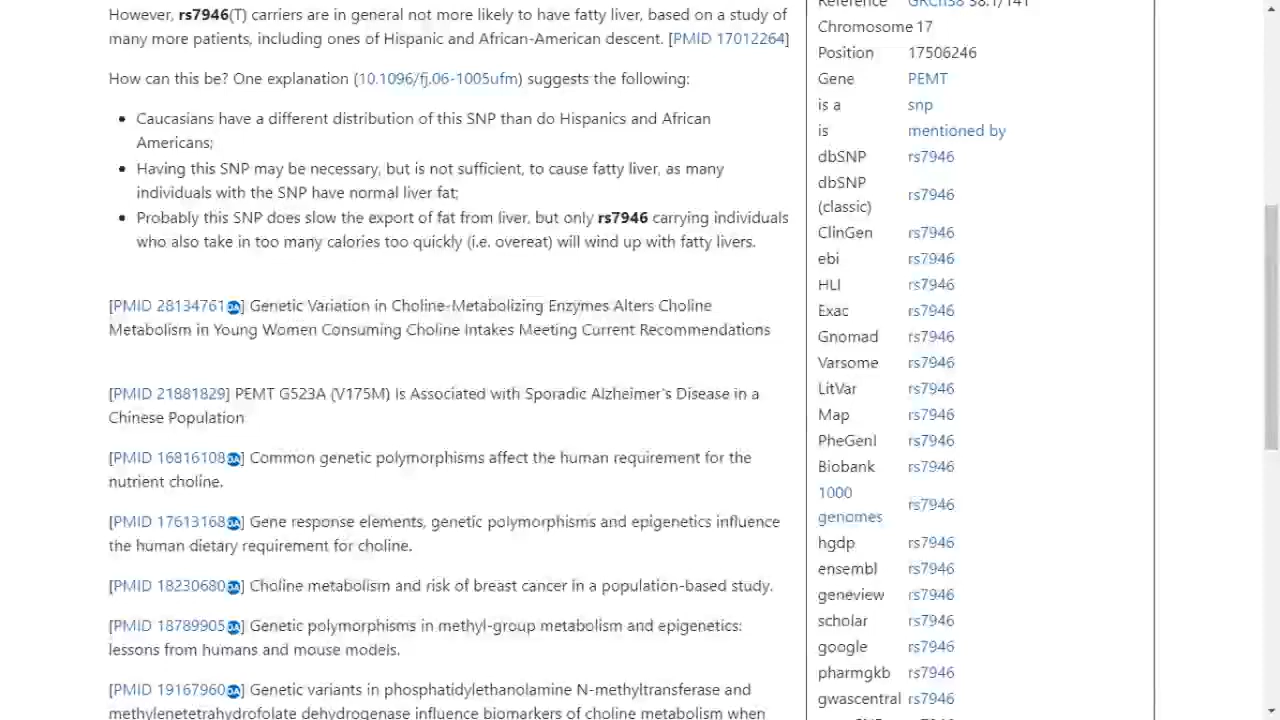 However, rs7946(T) carriers are in general not more likely to have fatty liver, based on a study of
many more patients, including ones of Hispanic and African-American descent. [PMID 17012264]
How can this be? One explanation (10.1096/fj.06-1005ufm) suggests the following:
• Caucasians have a different distribution of this SNP than do Hispanics and African
Americans;
• Having this SNP may be necessary, but is not sufficient, to cause fatty liver, as many
individuals with the SNP have normal liver fat;
• Probably this SNP does slow the export of fat from liver, but only rs7946 carrying individuals
who also take in too many calories too quickly (i.e. overeat) will wind up with fatty livers.
[PMID 28134761] Genetic Variation in Choline-Metabolizing Enzymes Alters Choline
Metabolism in Young Women Consuming Choline Intakes Meeting Current Recommendations
[PMID 21881829] PEMT G523A (V175M) Is Associated with Sporadic Alzheimer's Disease in a
Chinese Population
[PMID 16816108] Common genetic polymorphisms affect the human requirement for the
nutrient choline.
[PMID 17613168] Gene response elements, genetic polymorphisms and epigenetics influence
the human dietary requirement for choline.
[PMID 18230680] Choline metabolism and risk of breast cancer in a population-based study.
[PMID 18789905] Genetic polymorphisms in methyl-group metabolism and epigenetics:
lessons from humans and mouse models.
[PMID 19167960] Genetic variants in phosphatidylethanolamine N-methyltransferase and
methylenetetrahydrofolate dehydrogenase influence biomarkers of choline metabolism when
Reference GRCh38 38.1/141
Chromosome 17
Position 17506246
Gene PEMT
is a snp
is mentioned by
dbSNP rs7946
dbSNP
(classic) rs7946
ClinGen rs7946
ebi rs7946
HLI rs7946
Exac rs7946
Gnomad rs7946
Varsome rs7946
LitVar rs7946
Map rs7946
PheGenI rs7946
Biobank rs7946
1000
genomes rs7946
hgdp rs7946
ensembl rs7946
geneview rs7946
scholar rs7946
google rs7946
pharmgkb rs7946
gwascentral rs7946